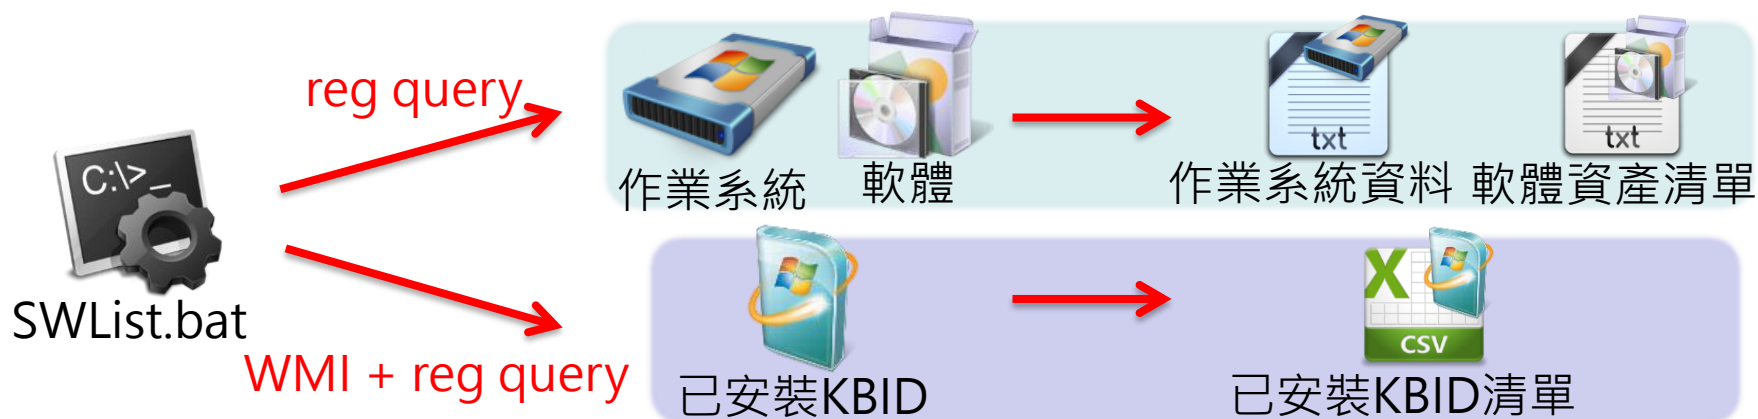 reg query
C:\>_
txt
txt
作業系統
軟體
作業系統資料
軟體資產清單
SWList.bat
WMI + reg query
X
CSV
已安裝KBID
已安裝KBID清單